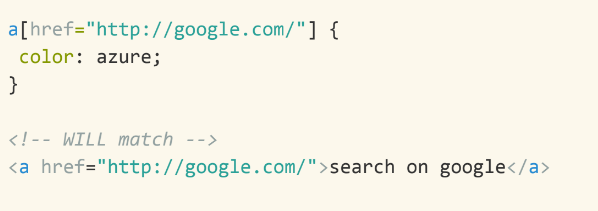 a[href="http://google.com/"] {
 color: azure;
}

<!-- WILL match -->
<a href="http://google.com/">search on google</a>